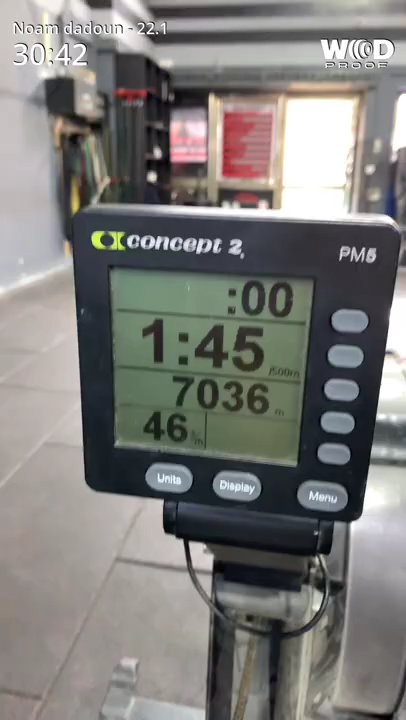 Noam dadoun - 22.1
30:42
WOD
PROOF
concept 2
PM5
:00
1:45 /500m
7036 m
46 s/m
Units
Display
Menu